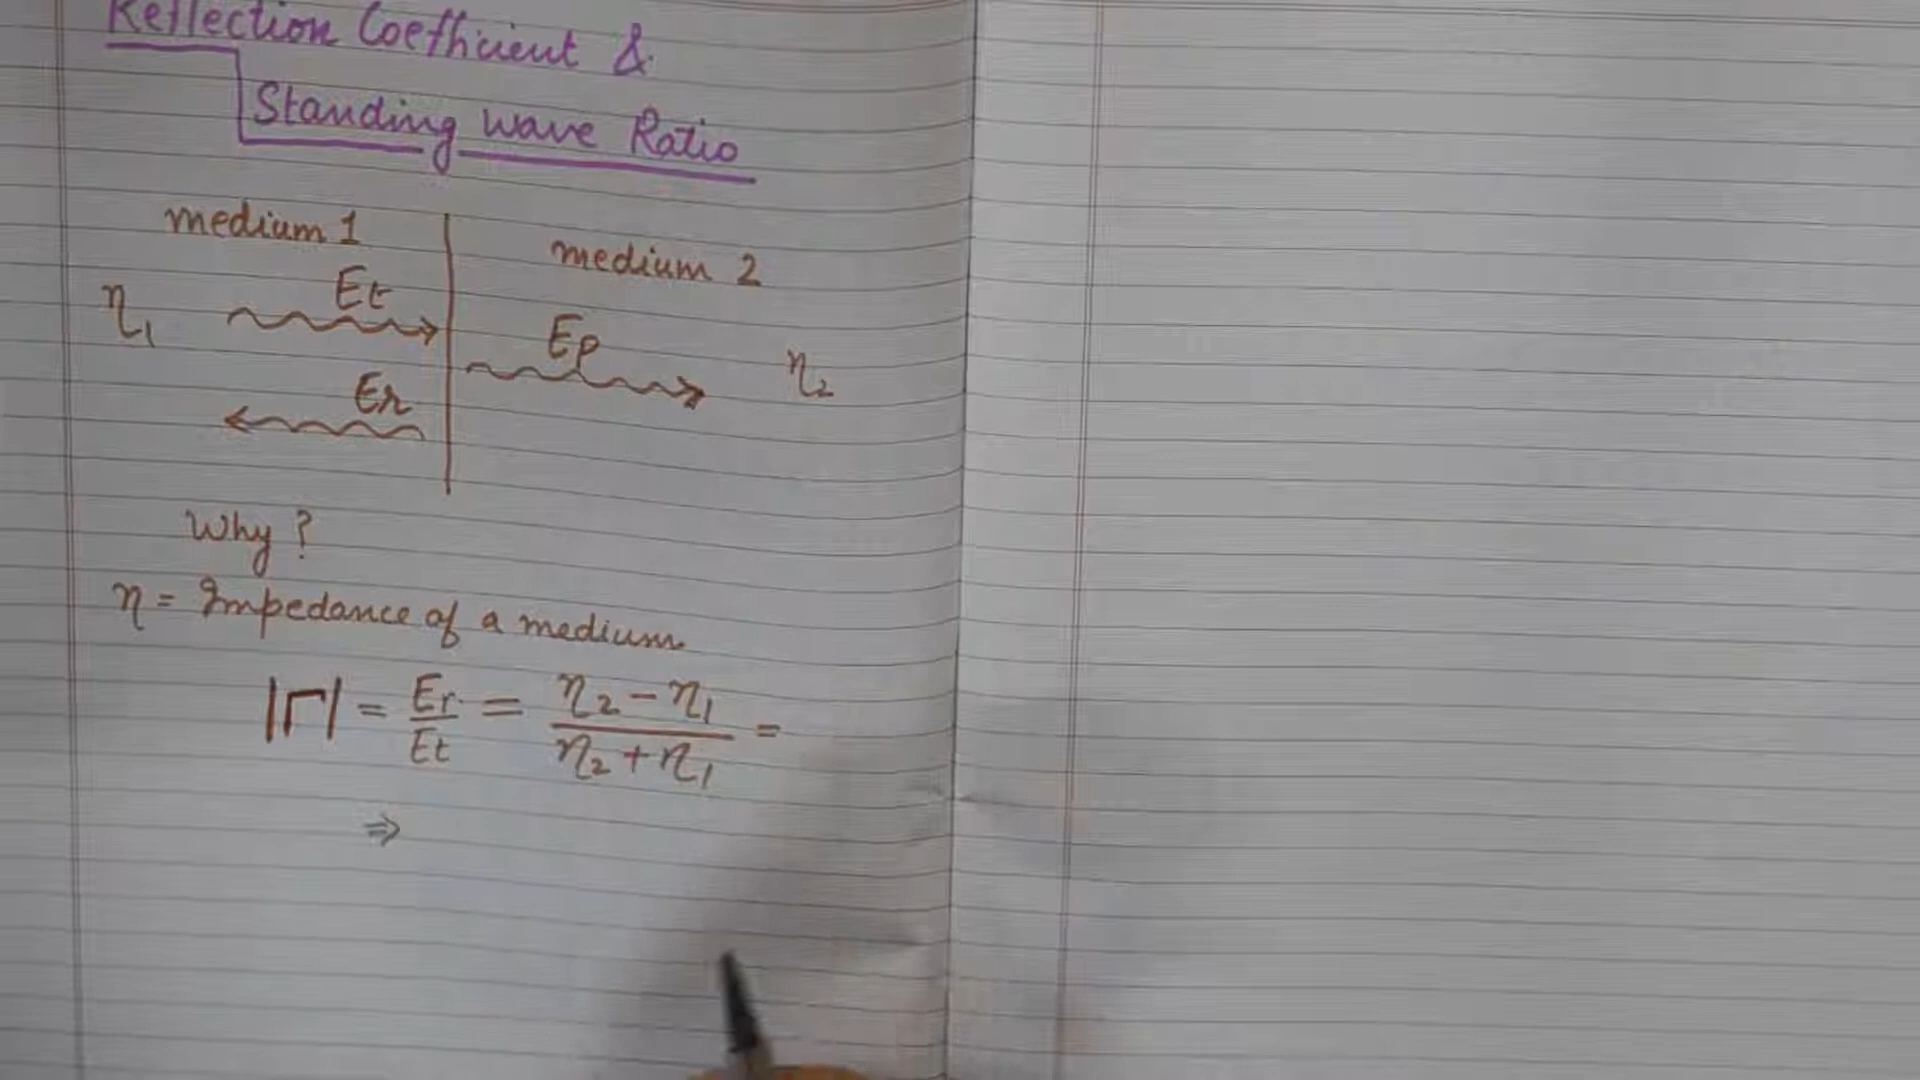 Reflection Coefficient &
Standing wave Ratio
medium 1
medium 2
Et
η1
Ep
η2
Er
Why ?
η = Impedance of a medium.
|Γ| = Er/Et = (η2 − η1)/(η2 + η1) =
⇒